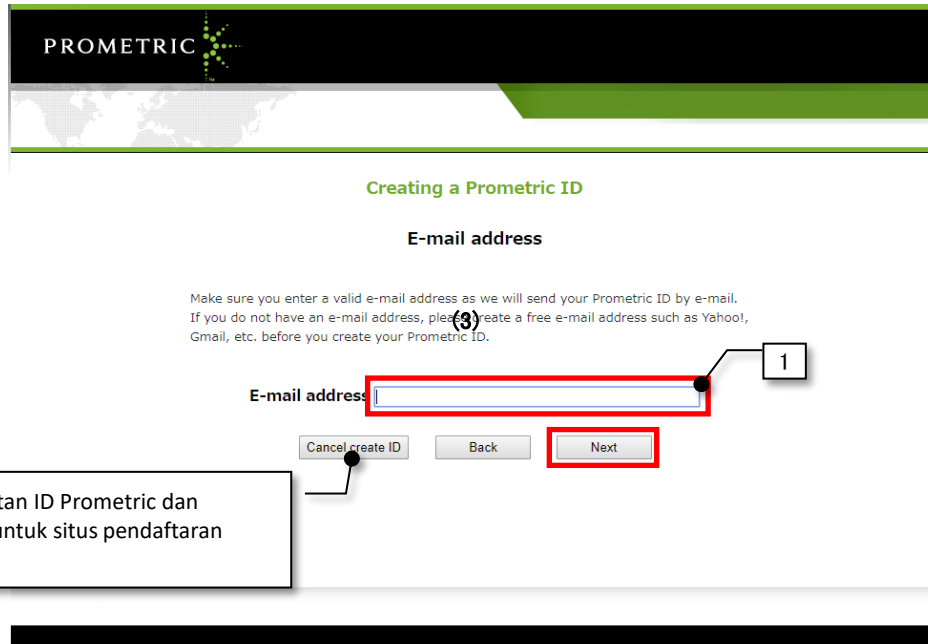 PROMETRIC
Creating a Prometric ID
E-mail address
Make sure you enter a valid e-mail address as we will send your Prometric ID by e-mail.
If you do not have an e-mail address, please create a free e-mail address such as Yahoo!,
(3)
Gmail, etc. before you create your Prometric ID.
1
E-mail address
Cancel create ID Back Next
tan ID Prometric dan
untuk situs pendaftaran